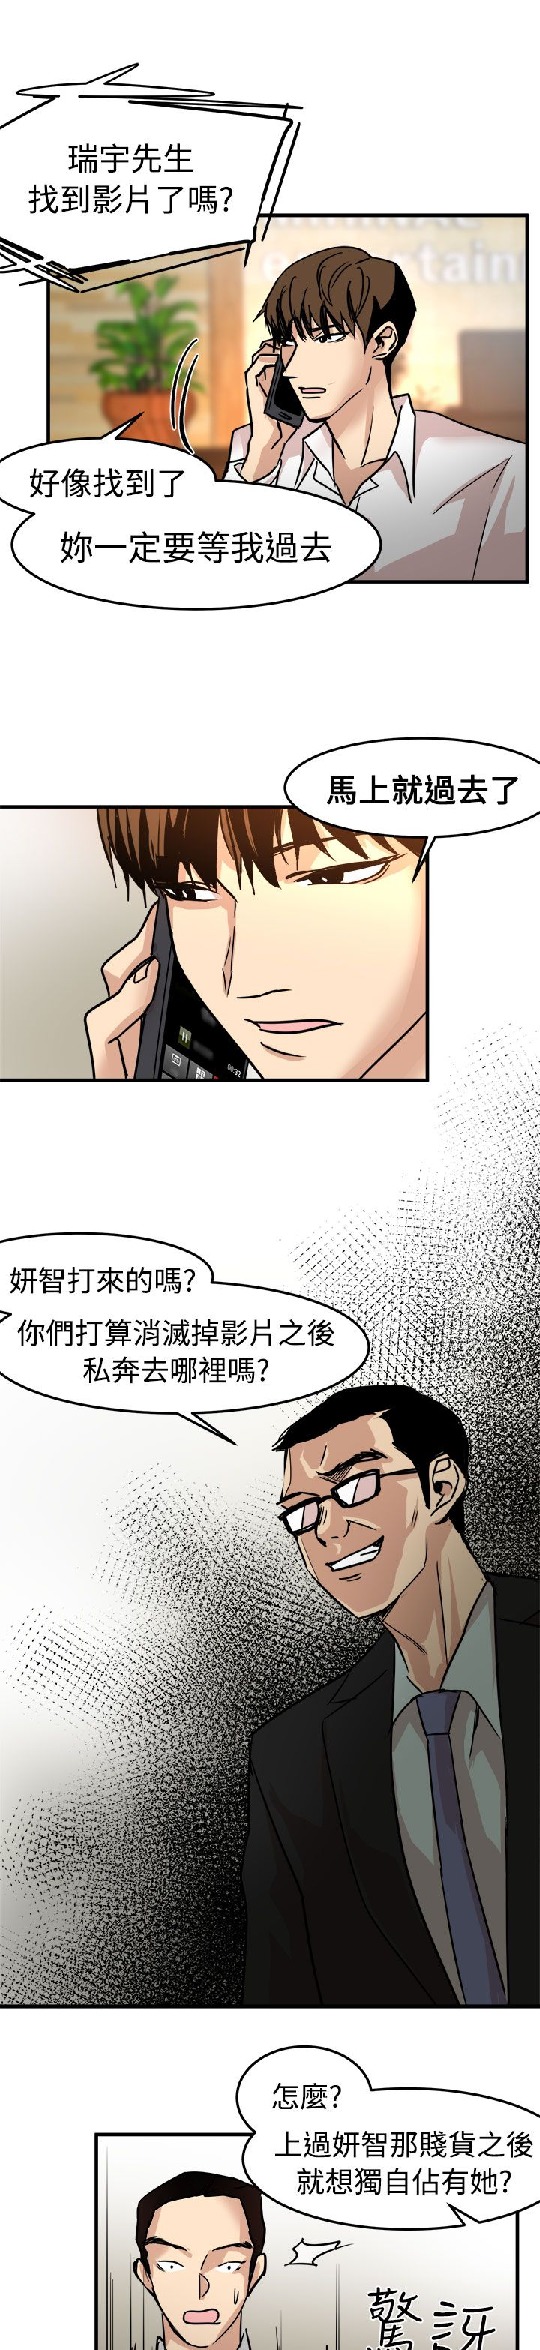 瑞宇先生
找到影片了嗎?
entertain
好像找到了
妳一定要等我過去
馬上就過去了
妍智打來的嗎?
你們打算消滅掉影片之後
私奔去哪裡嗎?
怎麼?
上過妍智那賤貨之後
就想獨自佔有她?
驚訝